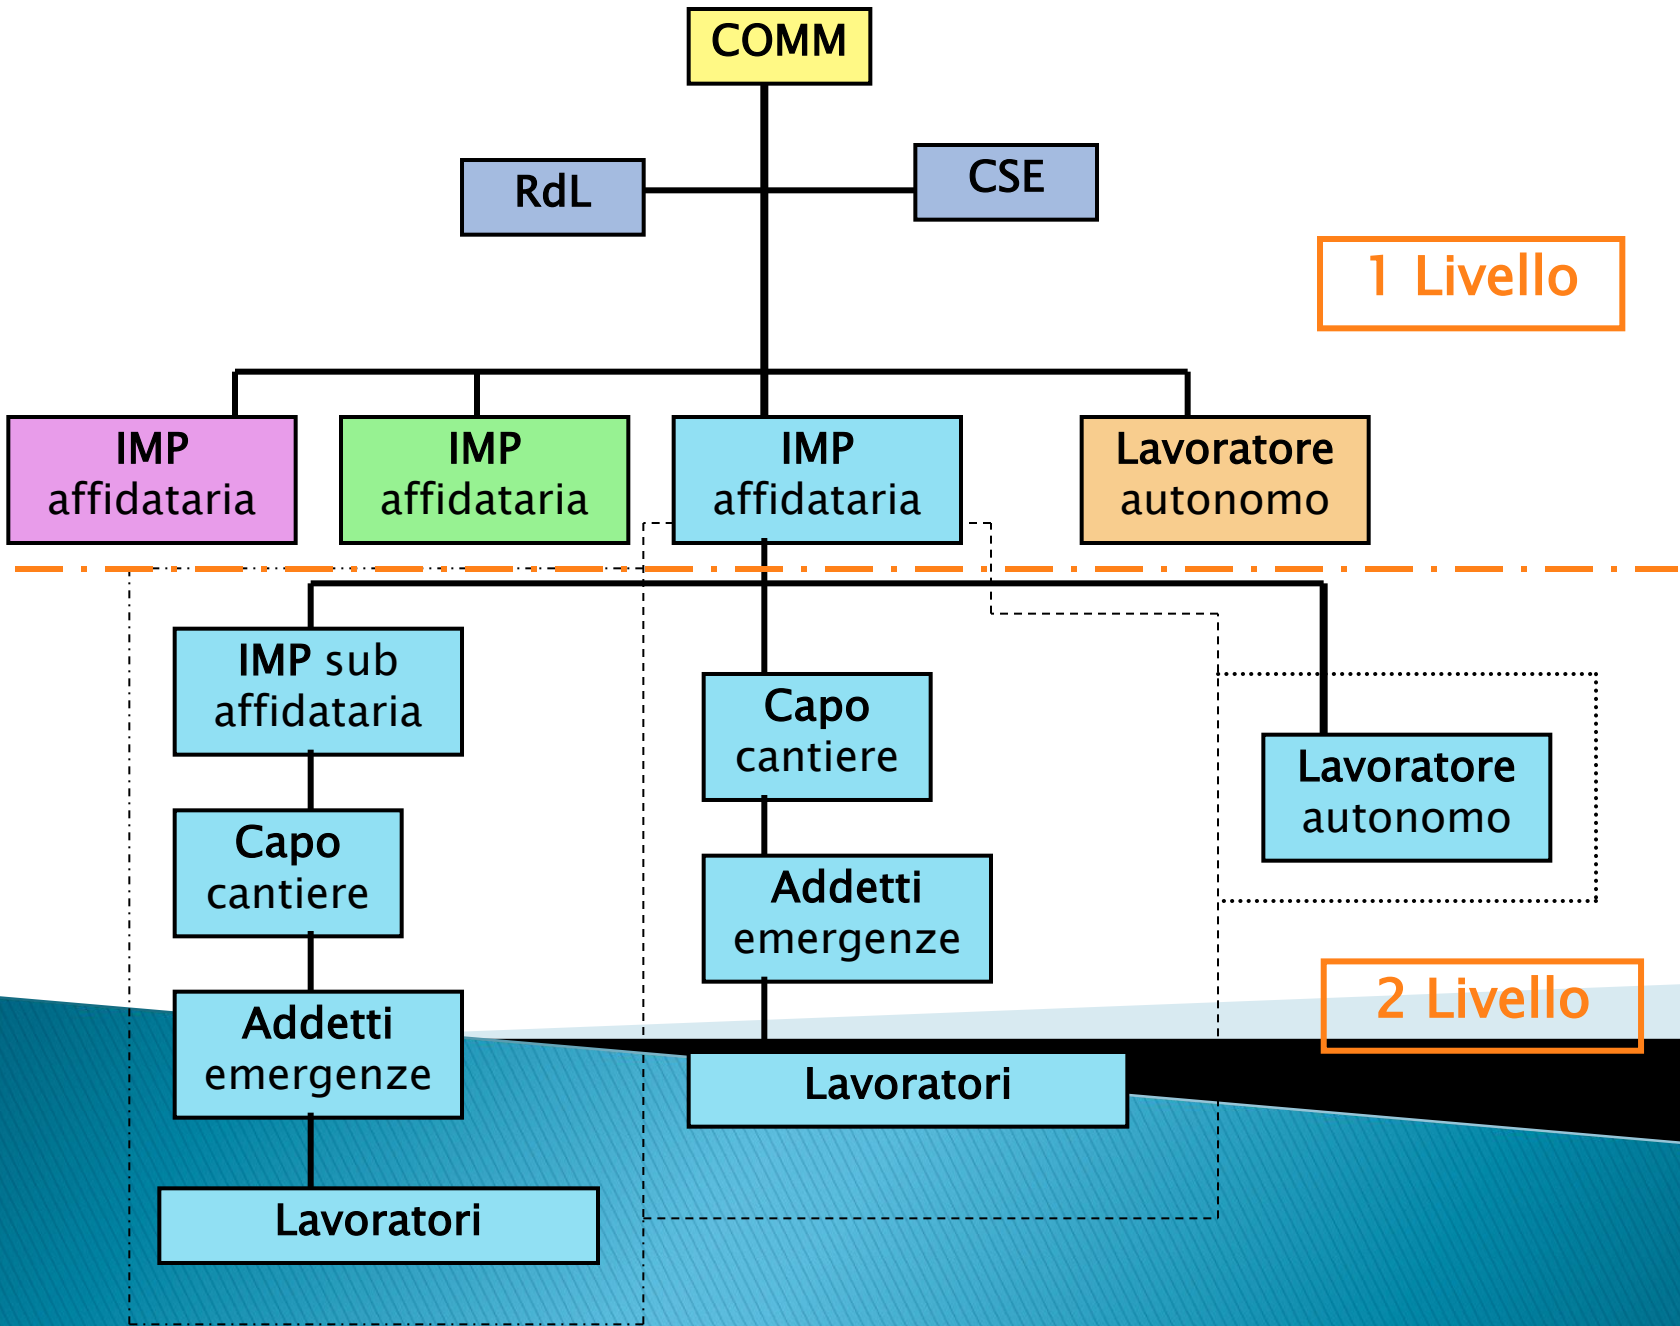 COMM
RdL
CSE
1 Livello
IMP
affidataria
IMP
affidataria
IMP
affidataria
Lavoratore
autonomo
IMP sub
affidataria
Capo
cantiere
Addetti
emergenze
Lavoratori
Capo
cantiere
Addetti
emergenze
Lavoratori
Lavoratore
autonomo
2 Livello